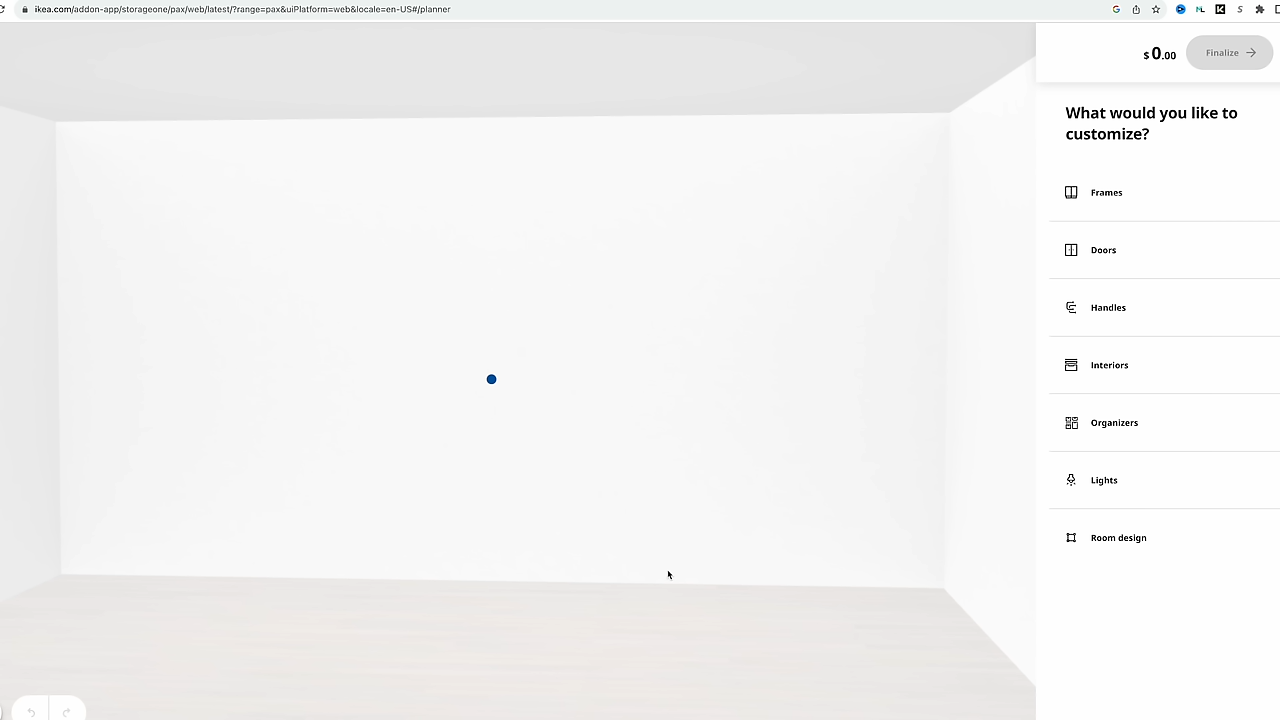 ikea.com/addon-app/storageone/pax/web/latest/?range=pax&uiPlatform=web&locale=en-US#/planner
$0.00
Finalize
What would you like to
customize?
Frames
Doors
Handles
Interiors
Organizers
Lights
Room design